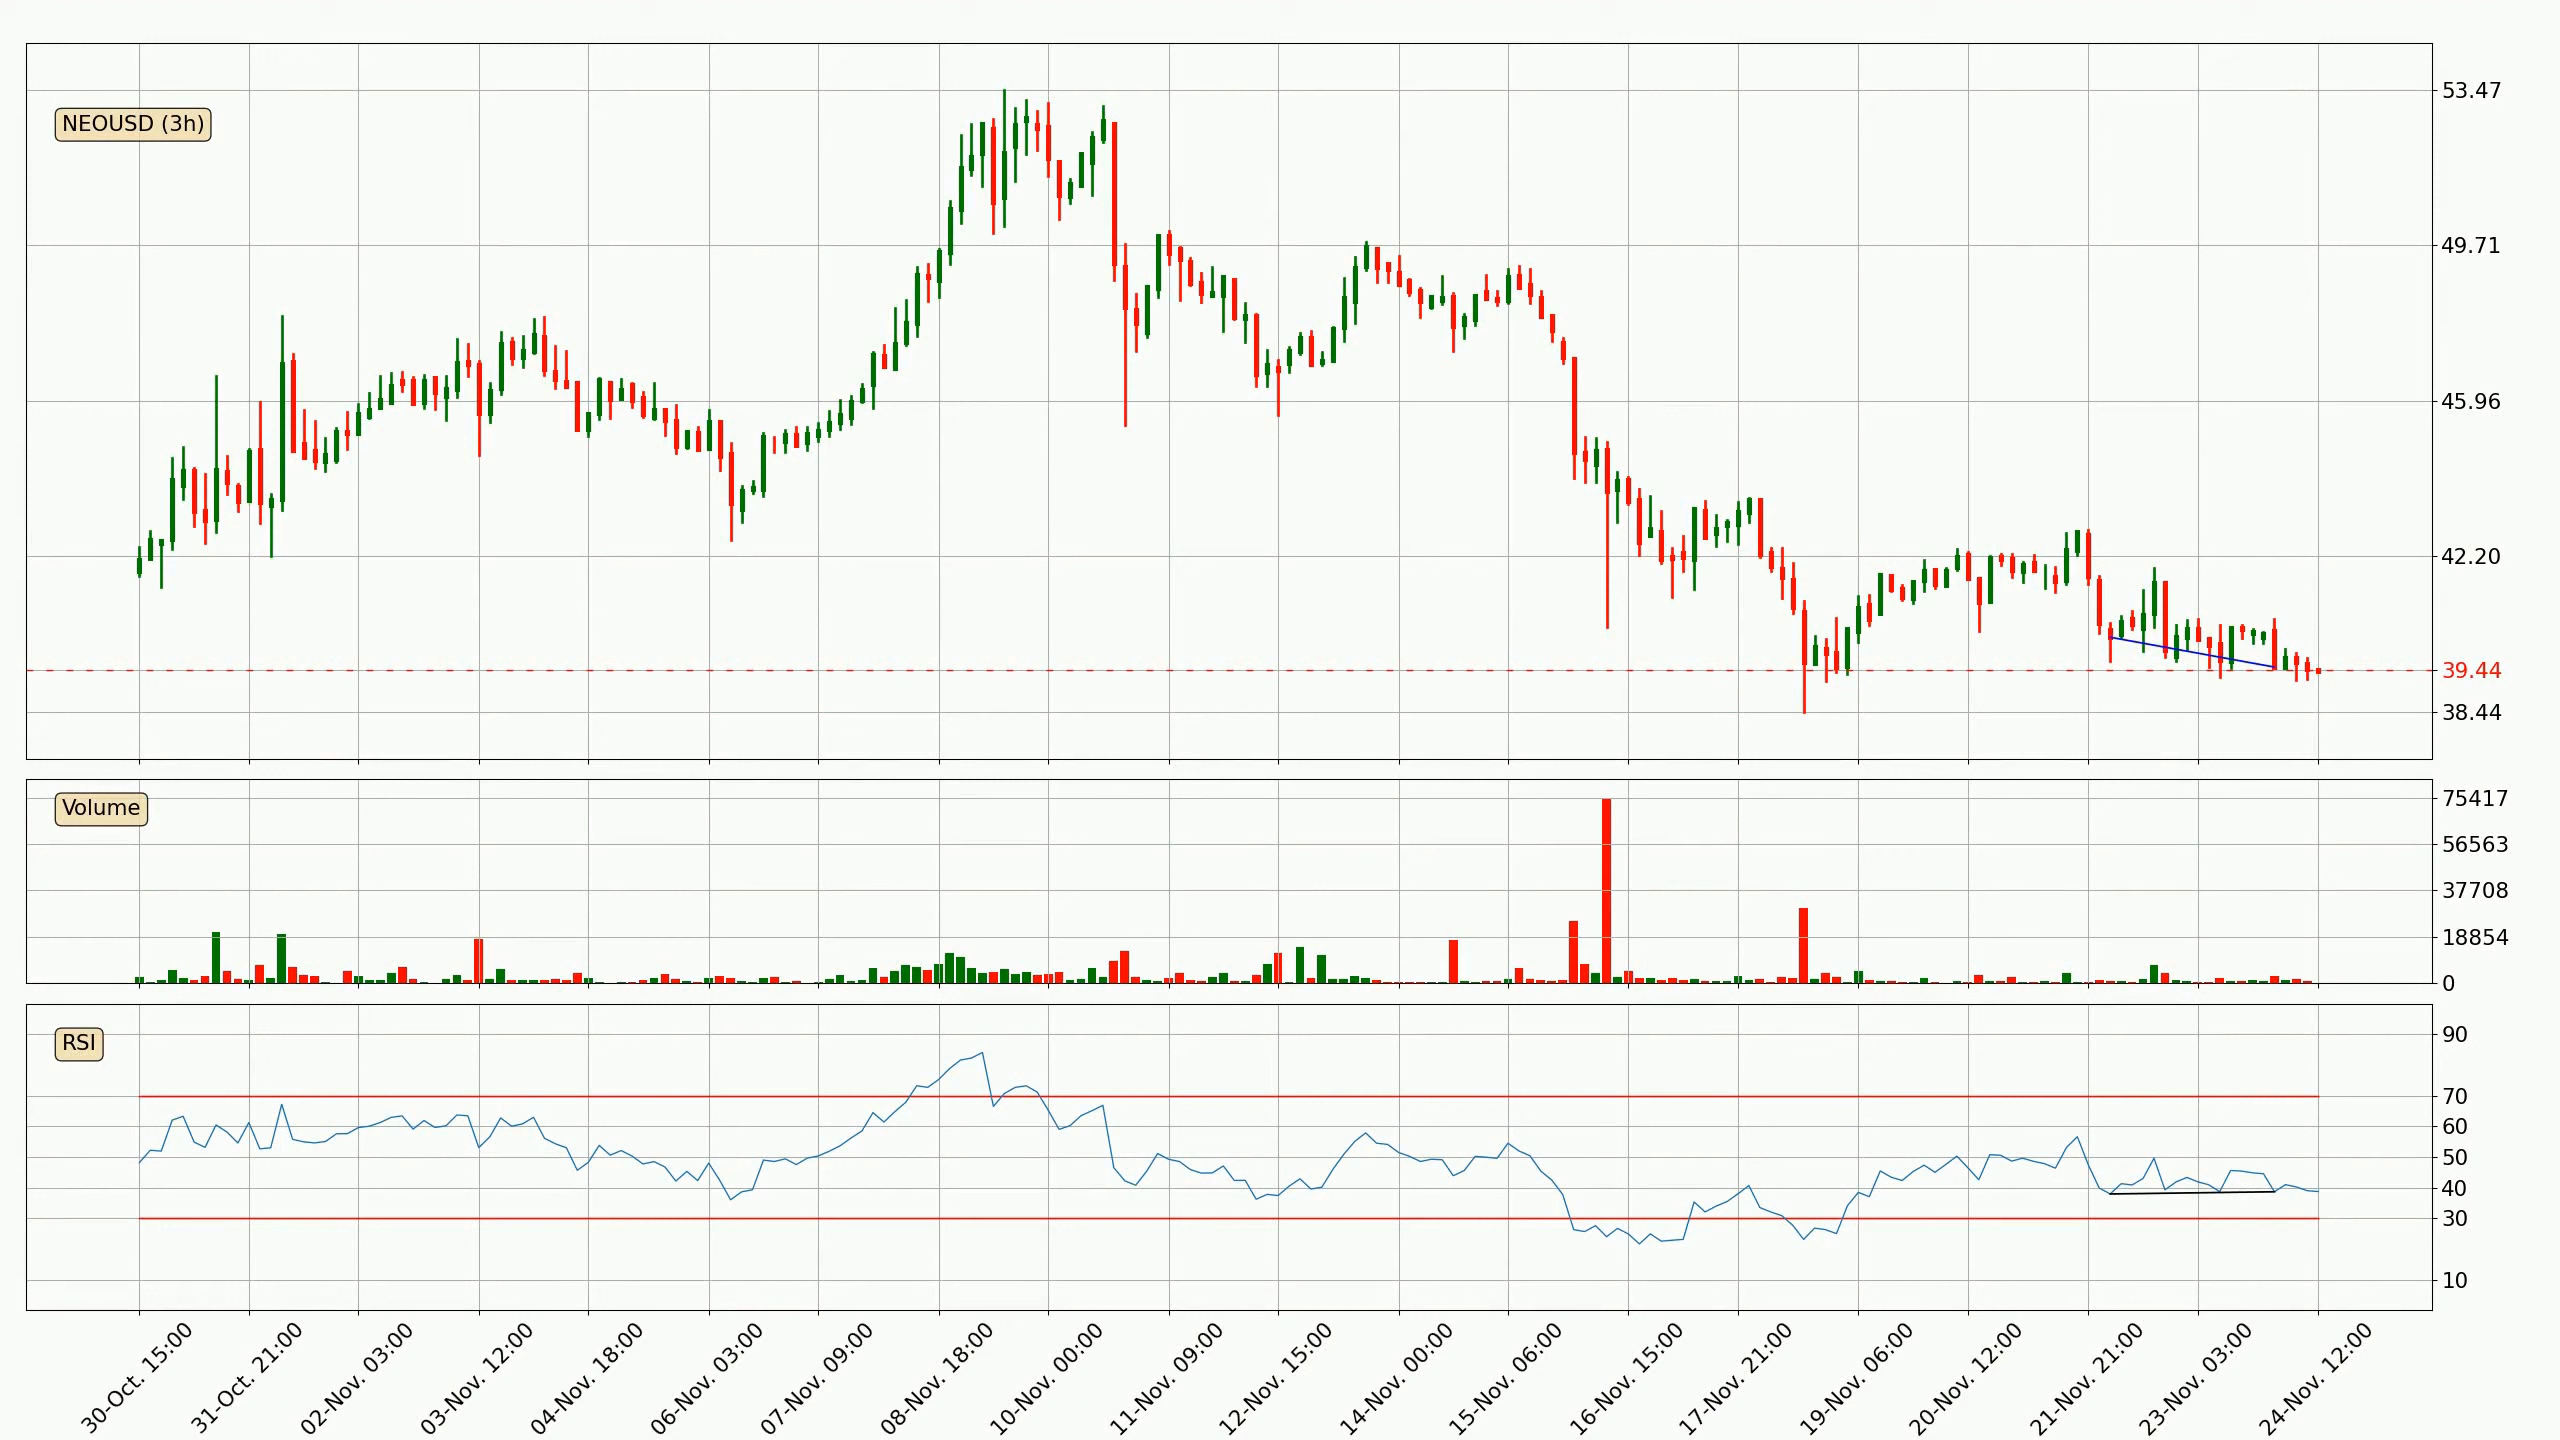 NEOUSD (3h)
53.47
49.71
45.96
42.20
39.44
38.44
Volume
75417
56563
37708
18854
0
RSI
90
70
60
50
40
30
10
30-Oct. 15:00
31-Oct. 21:00
02-Nov. 03:00
03-Nov. 12:00
04-Nov. 18:00
06-Nov. 03:00
07-Nov. 09:00
08-Nov. 18:00
10-Nov. 00:00
11-Nov. 09:00
12-Nov. 15:00
14-Nov. 00:00
15-Nov. 06:00
16-Nov. 15:00
17-Nov. 21:00
19-Nov. 06:00
20-Nov. 12:00
21-Nov. 21:00
23-Nov. 03:00
24-Nov. 12:00